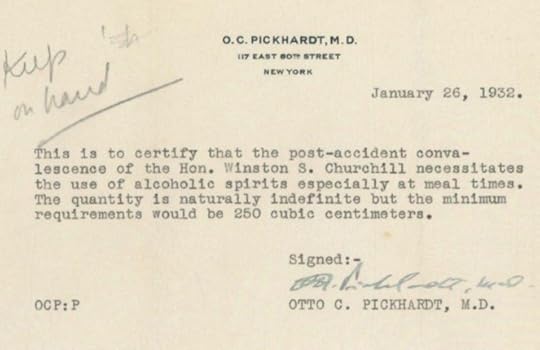 Keep
on hand
O. C. PICKHARDT, M. D.
117 EAST 80TH STREET
NEW YORK
January 26, 1932.
This is to certify that the post-accident conva-
lescence of the Hon. Winston S. Churchill necessitates
the use of alcoholic spirits especially at meal times.
The quantity is naturally indefinite but the minimum
requirements would be 250 cubic centimeters.
Signed:-
O. C. Pickhardt, M.D.
OCP:P OTTO C. PICKHARDT, M.D.